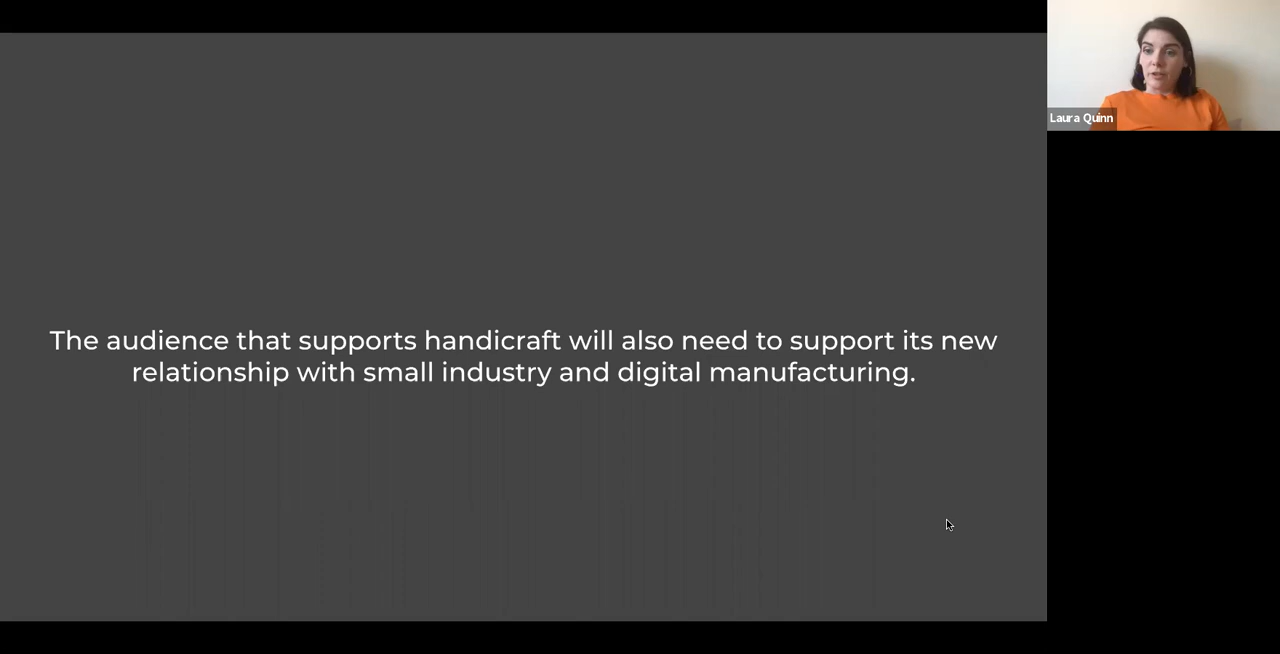 The audience that supports handicraft will also need to support its new
relationship with small industry and digital manufacturing.
Laura Quinn